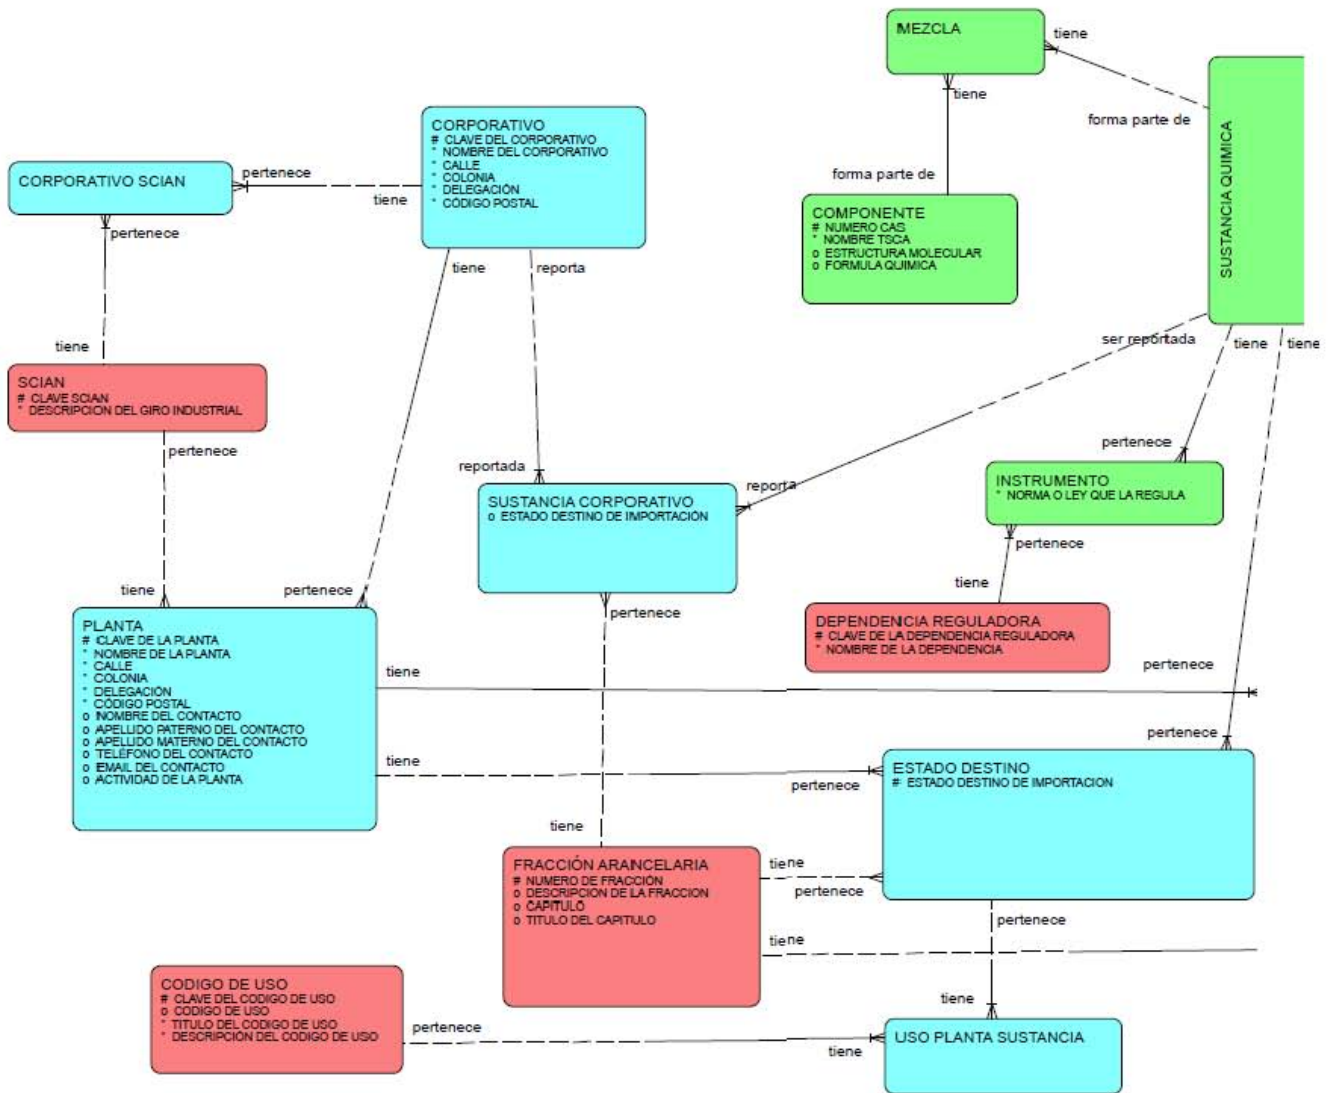 MEZCLA
tiene
tiene
forma parte de
SUSTANCIA QUIMICA
CORPORATIVO
# CLAVE DEL CORPORATIVO
* NOMBRE DEL CORPORATIVO
* CALLE
* COLONIA
* DELEGACIÓN
* CÓDIGO POSTAL
CORPORATIVO SCIAN
pertenece
tiene
pertenece
forma parte de
COMPONENTE
# NUMERO CAS
* NOMBRE TSCA
o ESTRUCTURA MOLECULAR
o FORMULA QUIMICA
tiene
reporta
tiene
ser reportada
tiene
tiene
SCIAN
# CLAVE SCIAN
* DESCRIPCION DEL GIRO INDUSTRIAL
pertenece
pertenece
reportada
reporta
SUSTANCIA CORPORATIVO
o ESTADO DESTINO DE IMPORTACIÓN
INSTRUMENTO
* NORMA O LEY QUE LA REGULA
pertenece
tiene
tiene
pertenece
pertenece
DEPENDENCIA REGULADORA
# CLAVE DE LA DEPENDENCIA REGULADORA
* NOMBRE DE LA DEPENDENCIA
PLANTA
# CLAVE DE LA PLANTA
* NOMBRE DE LA PLANTA
* CALLE
* COLONIA
* DELEGACIÓN
* CÓDIGO POSTAL
o NOMBRE DEL CONTACTO
o APELLIDO PATERNO DEL CONTACTO
o APELLIDO MATERNO DEL CONTACTO
o TELÉFONO DEL CONTACTO
o EMAIL DEL CONTACTO
o ACTIVIDAD DE LA PLANTA
tiene
pertenece
tiene
pertenece
pertenece
ESTADO DESTINO
# ESTADO DESTINO DE IMPORTACION
tiene
FRACCIÓN ARANCELARIA
# NUMERO DE FRACCIÓN
o DESCRIPCION DE LA FRACCION
o CAPITULO
o TITULO DEL CAPITULO
tiene
pertenece
tiene
pertenece
CODIGO DE USO
# CLAVE DEL CODIGO DE USO
o CODIGO DE USO
* TITULO DEL CODIGO DE USO
* DESCRIPCIÓN DEL CODIGO DE USO
pertenece
tiene
tiene
USO PLANTA SUSTANCIA